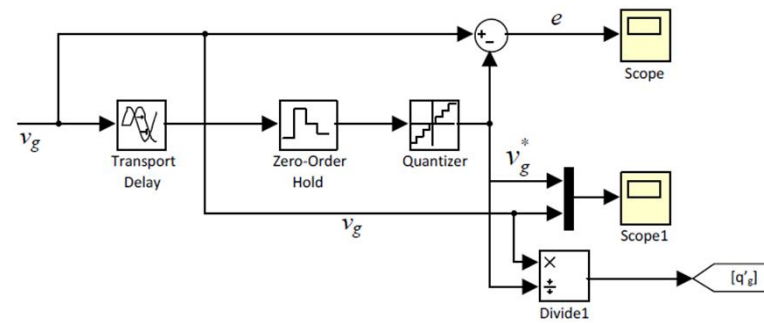 e
+
-
Scope
v_g
Transport
Delay
Zero-Order
Hold
Quantizer
v_g^*
v_g
Scope1
×
÷
[q'_g]
Divide1